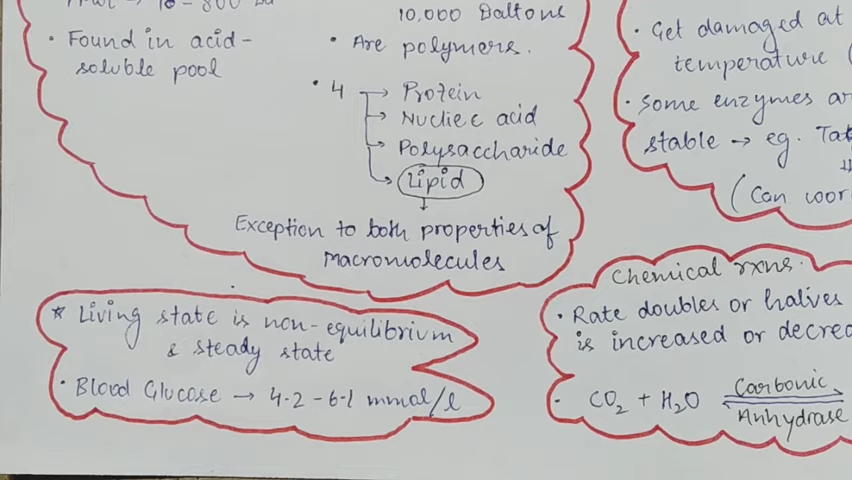 10,000 Daltons
• Found in acid-
soluble pool
• Are polymers.
• 4 → Protein
→ Nucliec acid
→ Polysaccharide
→ Lipid
↓
Exception to both properties of
Macromolecules
• Get damaged at
temperature (
• Some enzymes
stable → eg.
(Can
* Living state is non-equilibrium
& steady state
• Blood Glucose → 4.2 - 6.1 mmol/l
Chemical rxns.
• Rate doubles or halves
is increased or
• CO₂ + H₂O ⇌ Carbonic
Anhydrase